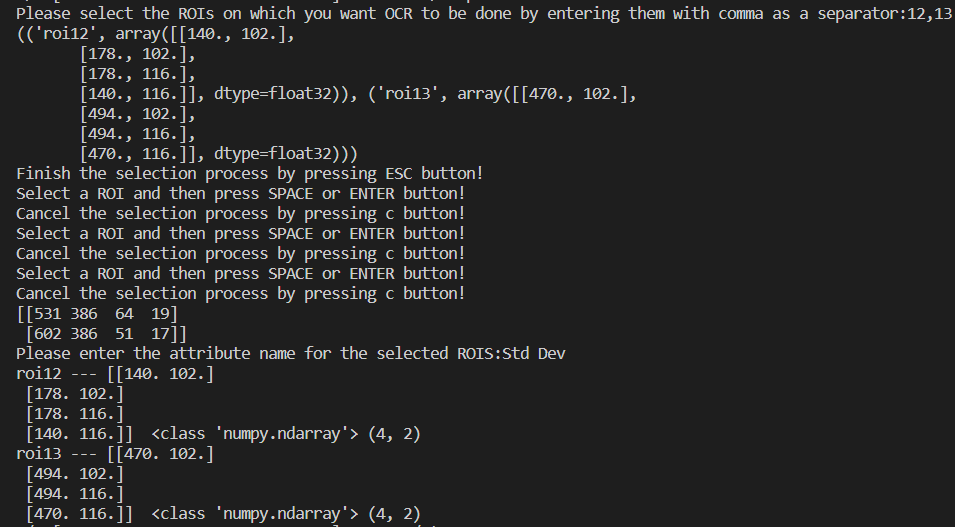 Please select the ROIs on which you want OCR to be done by entering them with comma as a separator:12,13
(('roi12', array([[140., 102.],
       [178., 102.],
       [178., 116.],
       [140., 116.]], dtype=float32)), ('roi13', array([[470., 102.],
       [494., 102.],
       [494., 116.],
       [470., 116.]], dtype=float32)))
Finish the selection process by pressing ESC button!
Select a ROI and then press SPACE or ENTER button!
Cancel the selection process by pressing c button!
Select a ROI and then press SPACE or ENTER button!
Cancel the selection process by pressing c button!
Select a ROI and then press SPACE or ENTER button!
Cancel the selection process by pressing c button!
[[531 386  64  19]
 [602 386  51  17]]
Please enter the attribute name for the selected ROIS:Std Dev
roi12 --- [[140. 102.]
 [178. 102.]
 [178. 116.]
 [140. 116.]]  <class 'numpy.ndarray'> (4, 2)
roi13 --- [[470. 102.]
 [494. 102.]
 [494. 116.]
 [470. 116.]]  <class 'numpy.ndarray'> (4, 2)